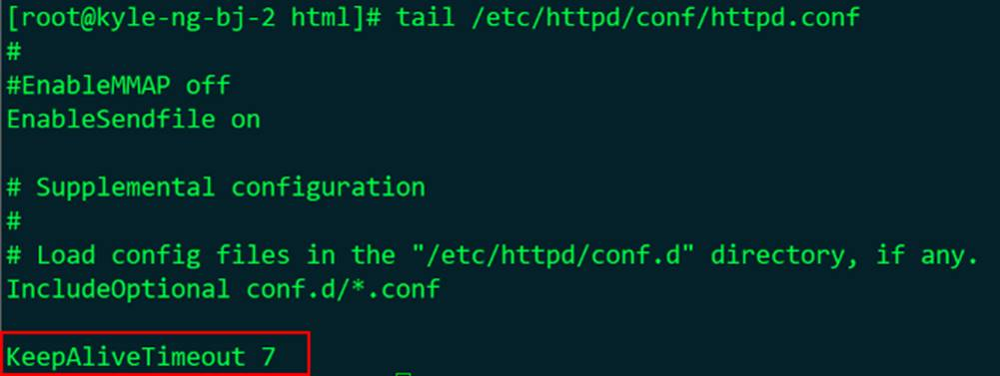 [root@kyle-ng-bj-2 html]# tail /etc/httpd/conf/httpd.conf
#
#EnableMMAP off
EnableSendfile on
# Supplemental configuration
#
# Load config files in the "/etc/httpd/conf.d" directory, if any.
IncludeOptional conf.d/*.conf
KeepAliveTimeout 7